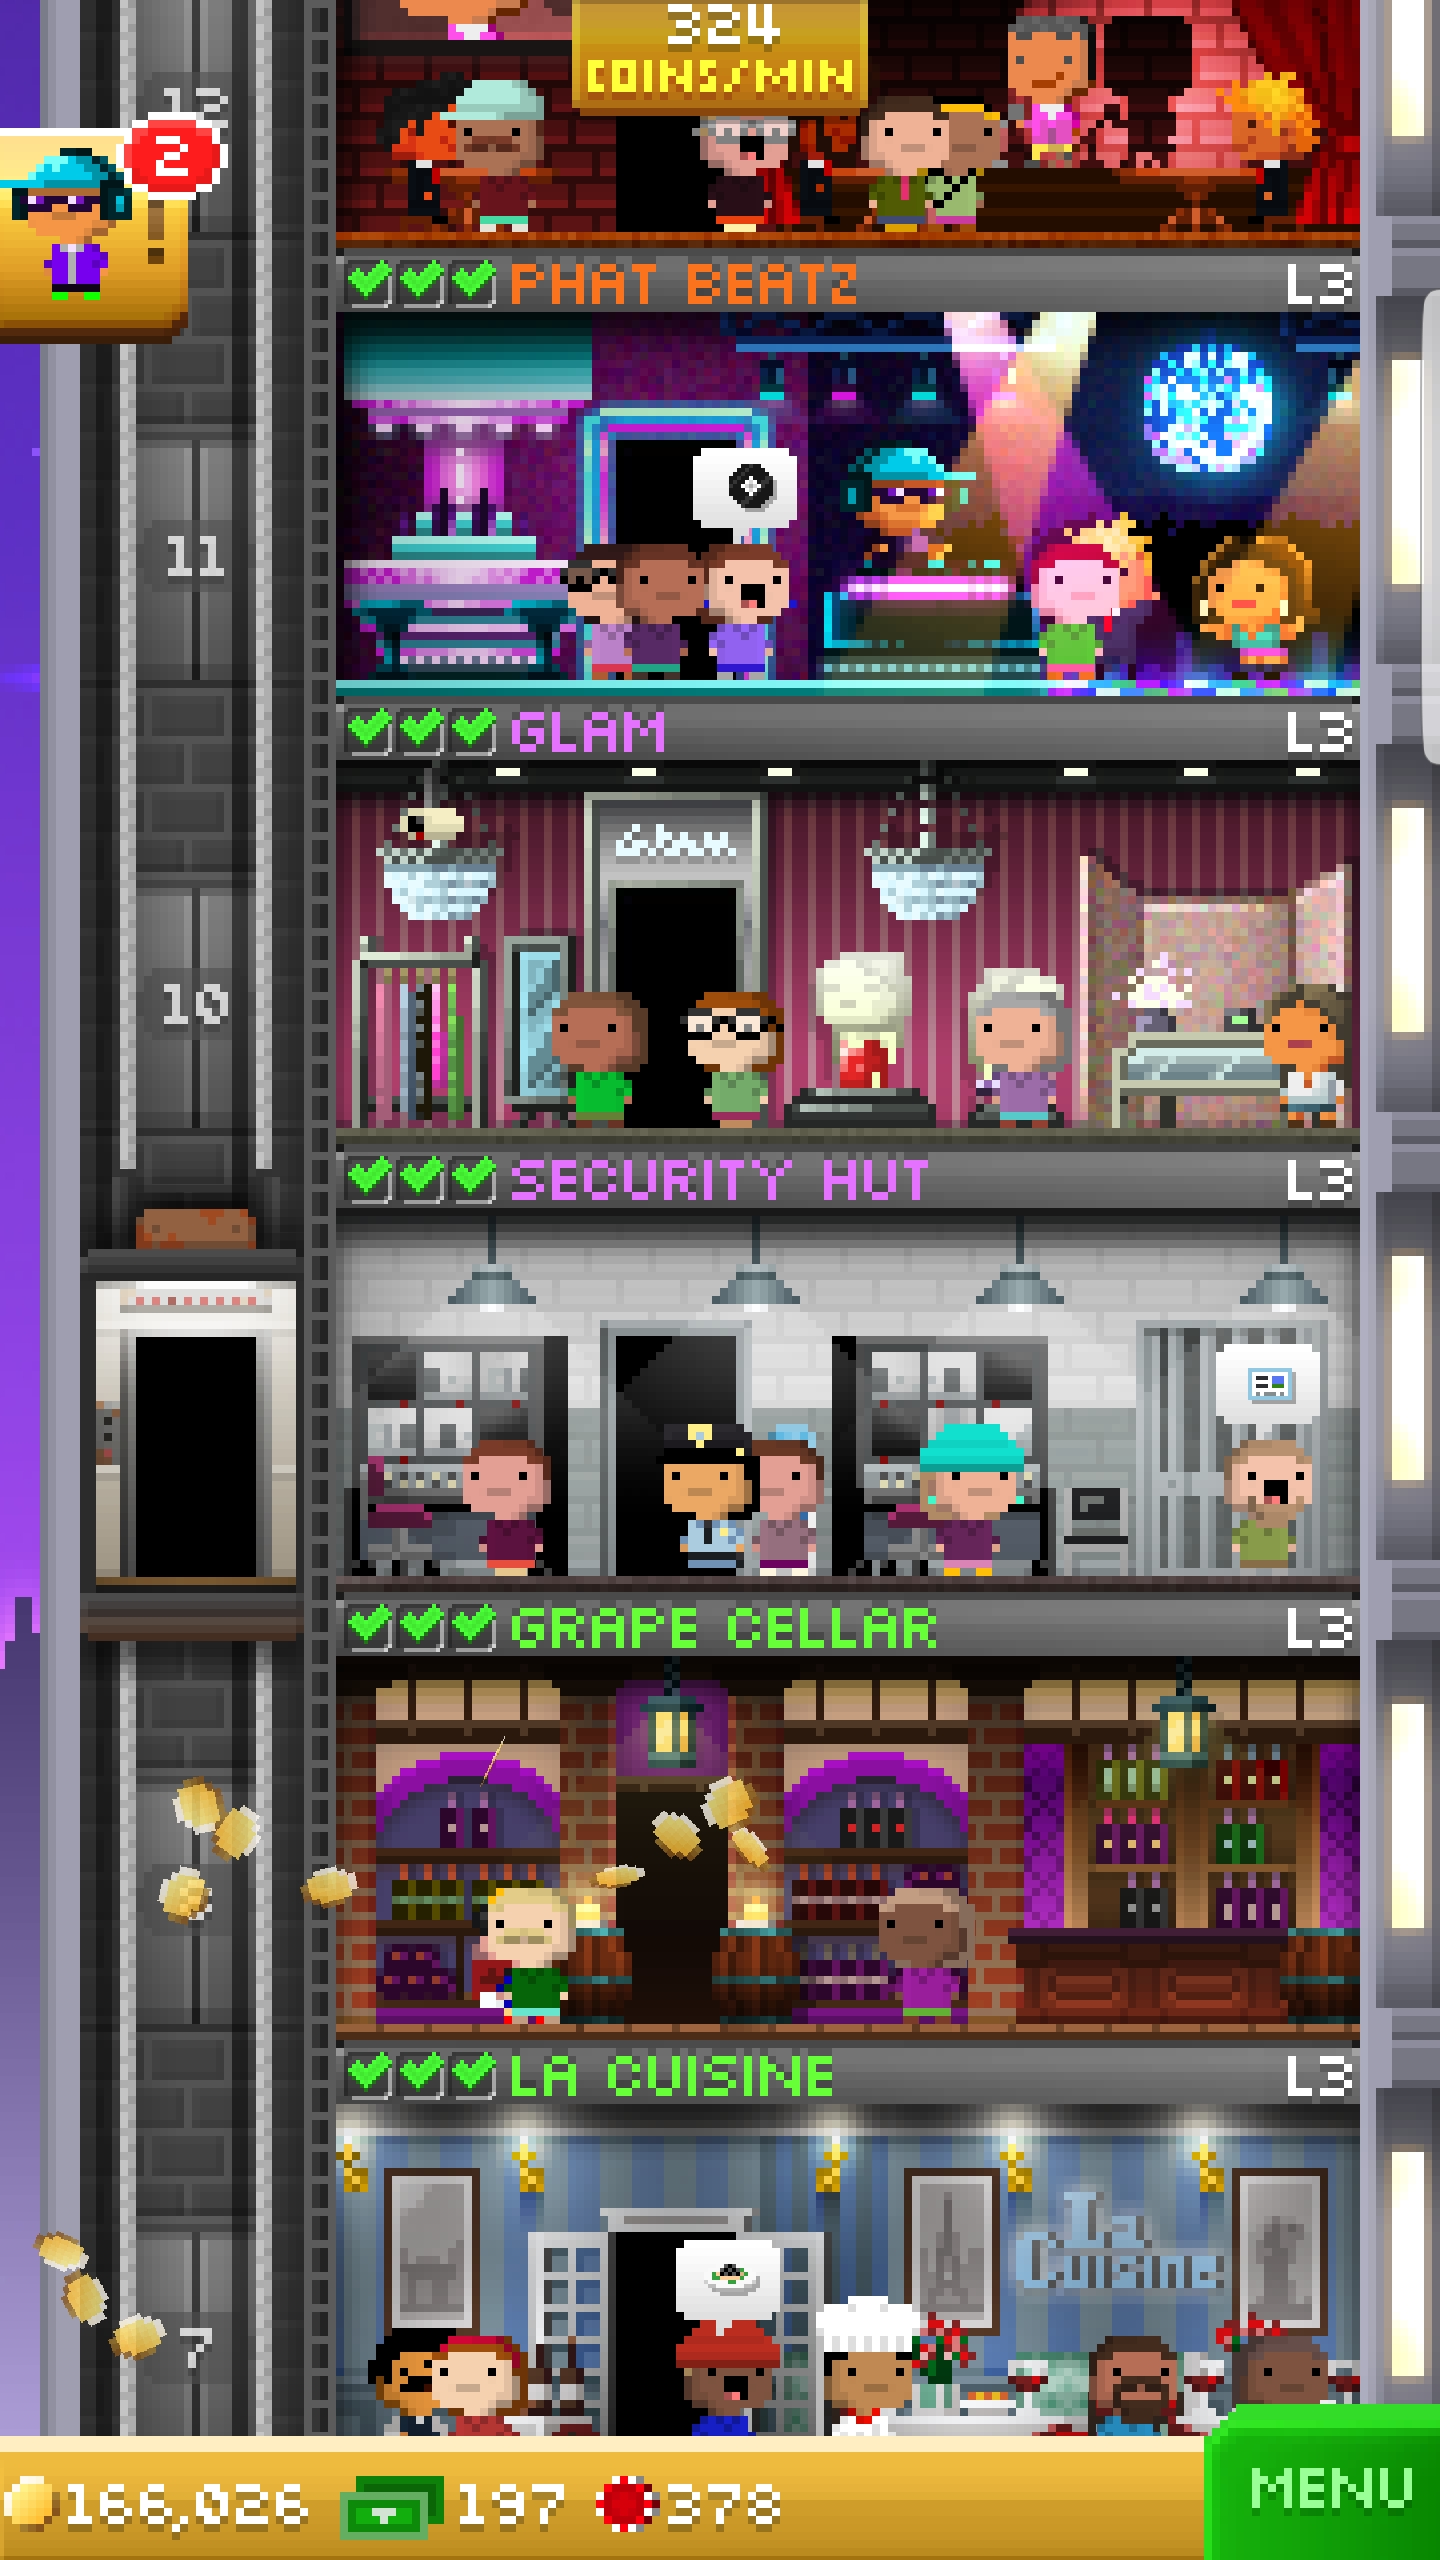 324
COINS/MIN
12
2
!
PHAT BEATZ L3
11
GLAM L3
Glam
10
SECURITY HUT L3
GRAPE CELLAR L3
LA CUISINE L3
La
Cuisine
7
166,026 197 378 MENU